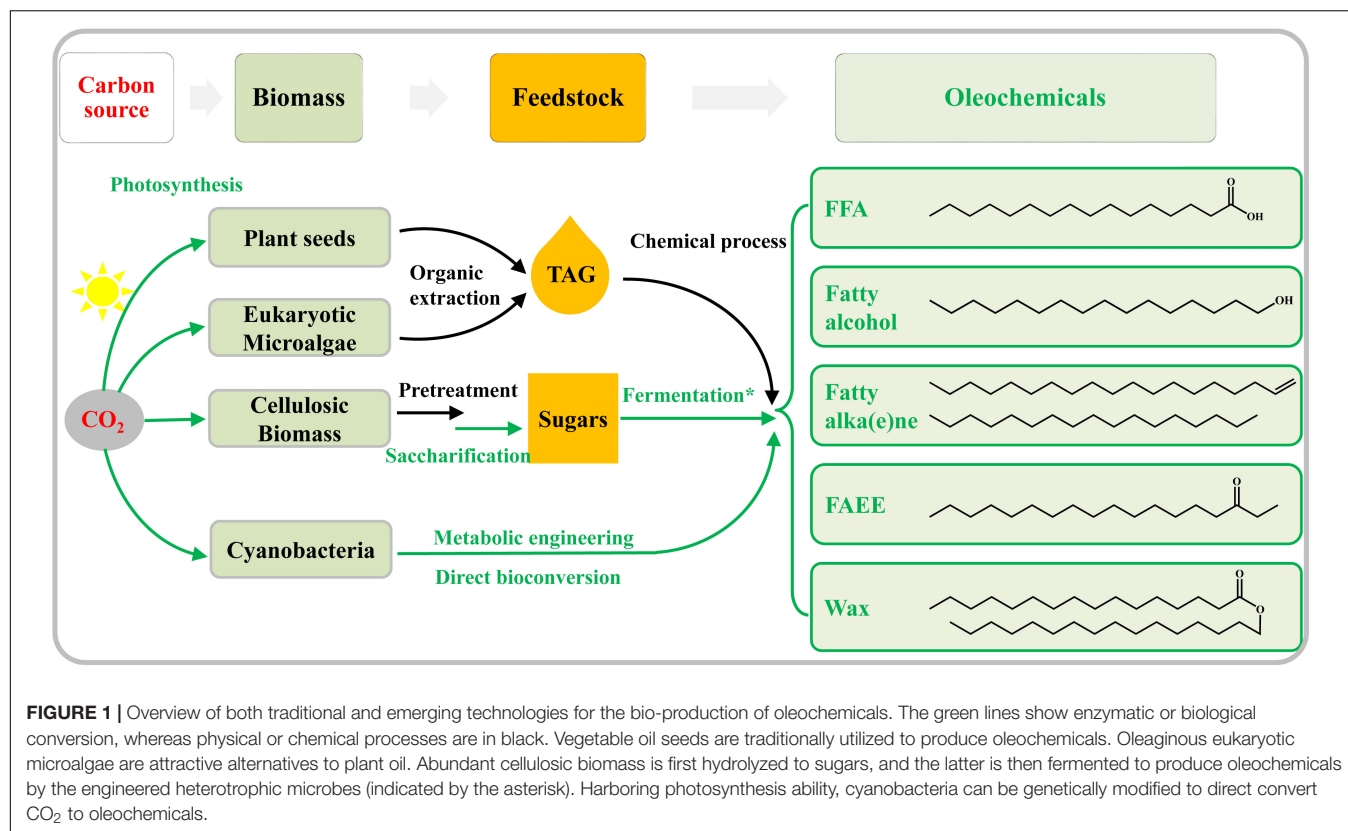 Carbon
source
Biomass
Feedstock
Oleochemicals
Photosynthesis
Plant seeds
Eukaryotic
Microalgae
Organic
extraction
TAG
Chemical process
CO₂
Cellulosic
Biomass
Pretreatment
Saccharification
Sugars
Fermentation*
Cyanobacteria
Metabolic engineering
Direct bioconversion
FFA
O
OH
Fatty
alcohol
OH
Fatty
alka(e)ne
FAEE
O
Wax
O
O
FIGURE 1 | Overview of both traditional and emerging technologies for the bio-production of oleochemicals. The green lines show enzymatic or biological
conversion, whereas physical or chemical processes are in black. Vegetable oil seeds are traditionally utilized to produce oleochemicals. Oleaginous eukaryotic
microalgae are attractive alternatives to plant oil. Abundant cellulosic biomass is first hydrolyzed to sugars, and the latter is then fermented to produce oleochemicals
by the engineered heterotrophic microbes (indicated by the asterisk). Harboring photosynthesis ability, cyanobacteria can be genetically modified to direct convert
CO₂ to oleochemicals.